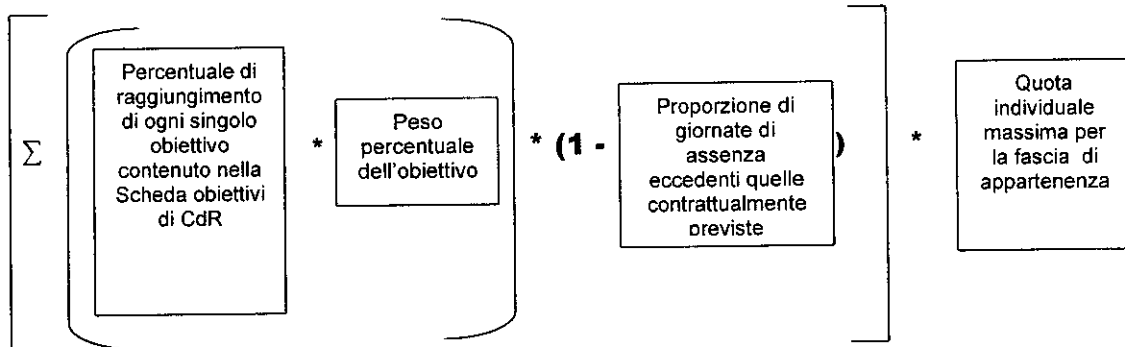 Σ
Percentuale di
raggiungimento
di ogni singolo
obiettivo
contenuto nella
Scheda obiettivi
di CdR
*
Peso
percentuale
dell'obiettivo
* (1 -
Proporzione di
giornate di
assenza
eccedenti quelle
contrattualmente
previste
)
*
Quota
individuale
massima per
la fascia di
appartenenza